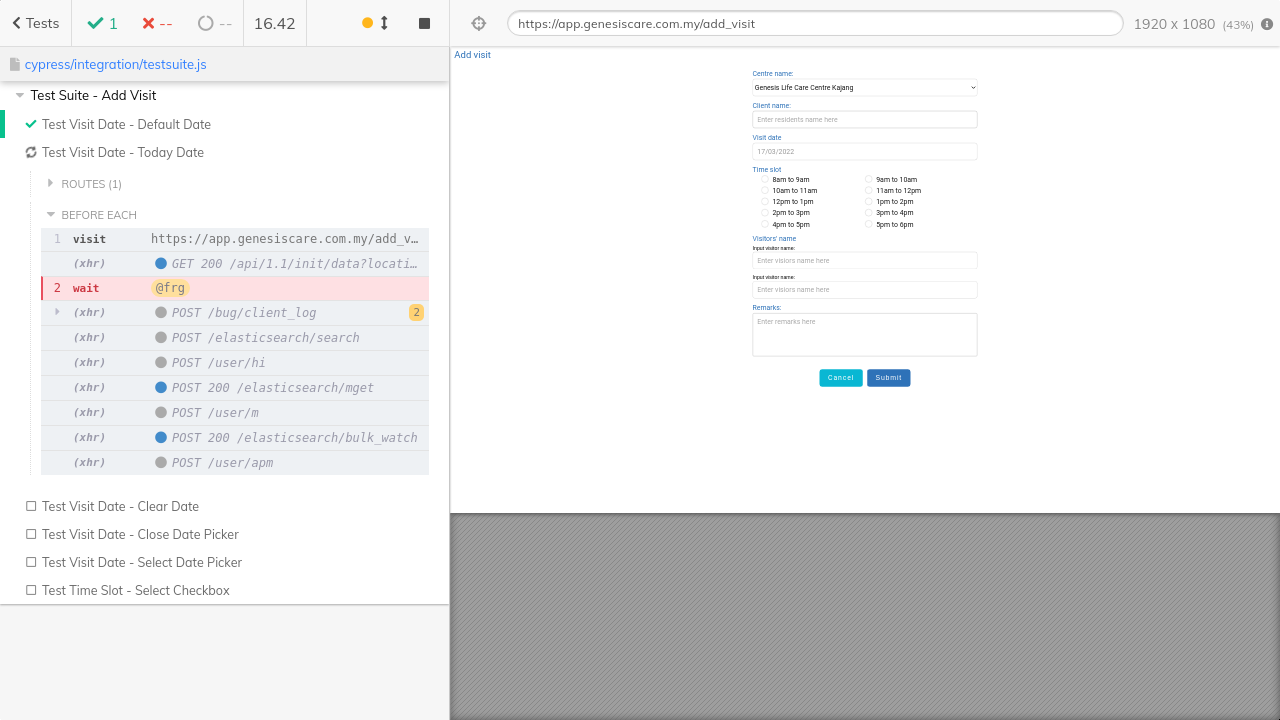 Tests
1
--
--
16.42
https://app.genesiscare.com.my/add_visit
1920 x 1080 (43%)
cypress/integration/testsuite.js
Test Suite - Add Visit
Test Visit Date - Default Date
Test Visit Date - Today Date
ROUTES (1)
BEFORE EACH
1 visit https://app.genesiscare.com.my/add_v…
(xhr) GET 200 /api/v1/init_two?locati…
2 wait @frg
(xhr) POST /bug/client_log 2
(xhr) POST /elasticsearch/search
(xhr) POST /user/hi
(xhr) PUT 200 /elasticsearch/mget
(xhr) POST /user/m
(xhr) POST 200 /elasticsearch/bulk_watch
(xhr) POST /user/apm
Test Visit Date - Clear Date
Test Visit Date - Close Date Picker
Test Visit Date - Select Date Picker
Test Time Slot - Select Checkbox
Add visit
Centre name:
Genesis Life Care Centre Kajang
Client name:
Enter residents name here
Visit date
17/03/2022
Time slot
8am to 9am 9am to 10am
10am to 11am 11am to 12pm
12pm to 1pm 1pm to 2pm
2pm to 3pm 3pm to 4pm
4pm to 5pm 5pm to 6pm
Visitors' name
Input visitor name:
Enter visiors name here
Input visitor name:
Enter visiors name here
Remarks:
Enter remarks here
Cancel Submit